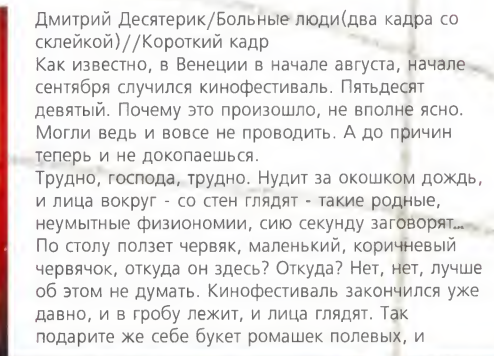 Дмитрий Десятерик/Больные люди(два кадра со
склейкой)//Короткий кадр
Как известно, в Венеции в начале августа, начале
сентября случился кинофестиваль. Пятьдесят
девятый. Почему это произошло, не вполне ясно.
Могли ведь и вовсе не проводить. А до причин
теперь и не докопаешься.
Трудно, господа, трудно. Нудит за окошком дождь,
и лица вокруг - со стен глядят - такие родные,
неумытные физиономии, сию секунду заговорят...
По столу ползет червяк, маленький, коричневый
червячок, откуда он здесь? Откуда? Нет, нет, лучше
об этом не думать. Кинофестиваль закончился уже
давно, и в гробу лежит, и лица глядят. Так
подарите же себе букет ромашек полевых, и